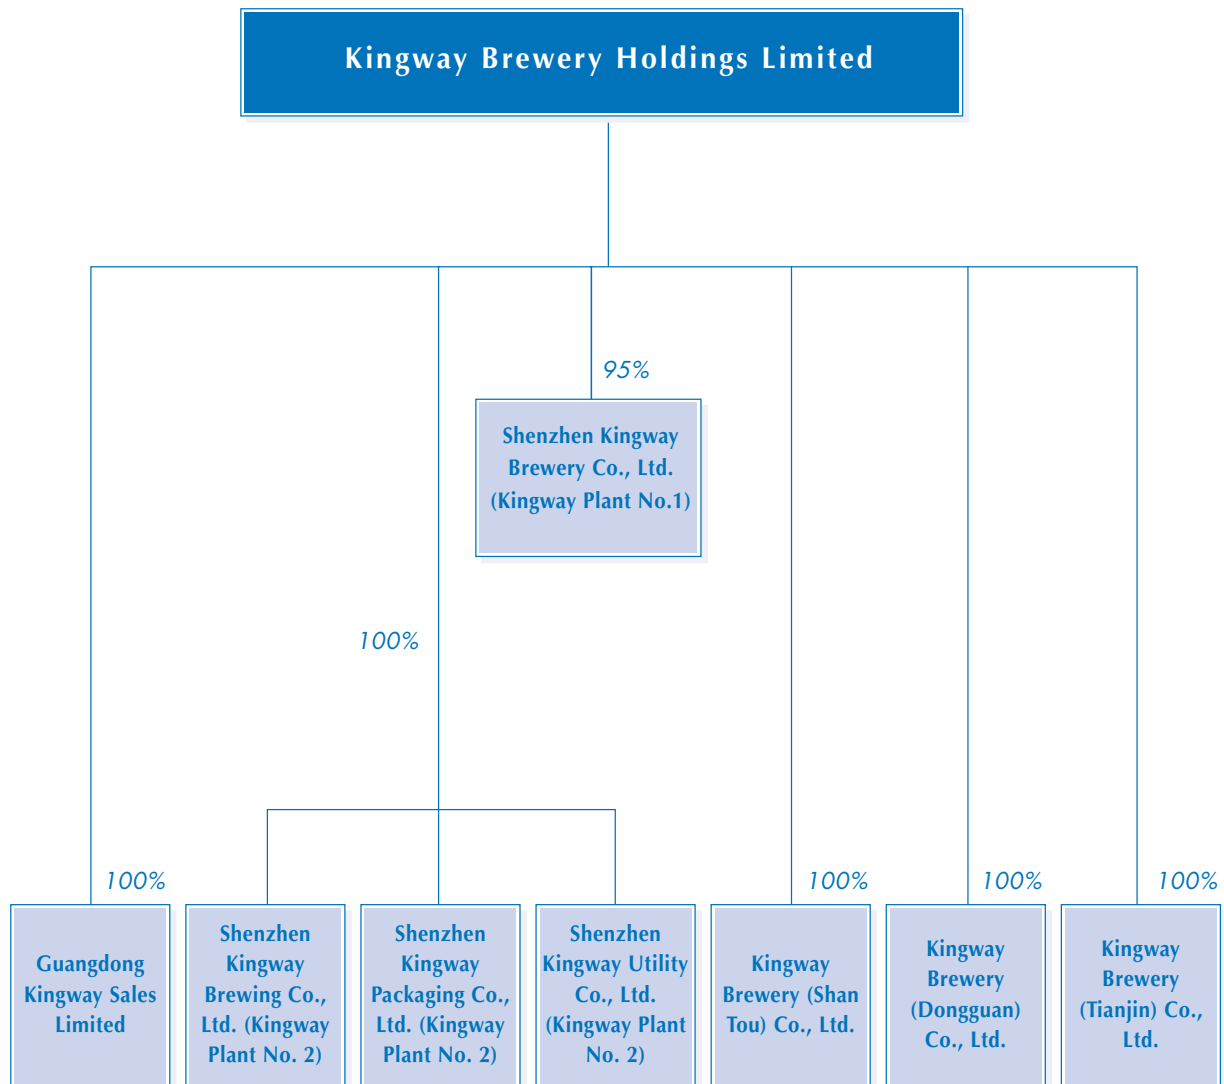 Kingway Brewery Holdings Limited
95%
Shenzhen Kingway
Brewery Co., Ltd.
(Kingway Plant No.1)
100%
100%
100%
100%
100%
Guangdong
Kingway Sales
Limited
Shenzhen
Kingway
Brewing Co.,
Ltd. (Kingway
Plant No. 2)
Shenzhen
Kingway
Packaging Co.,
Ltd. (Kingway
Plant No. 2)
Shenzhen
Kingway Utility
Co., Ltd.
(Kingway Plant
No. 2)
Kingway
Brewery (Shan
Tou) Co., Ltd.
Kingway
Brewery
(Dongguan)
Co., Ltd.
Kingway
Brewery
(Tianjin) Co.,
Ltd.